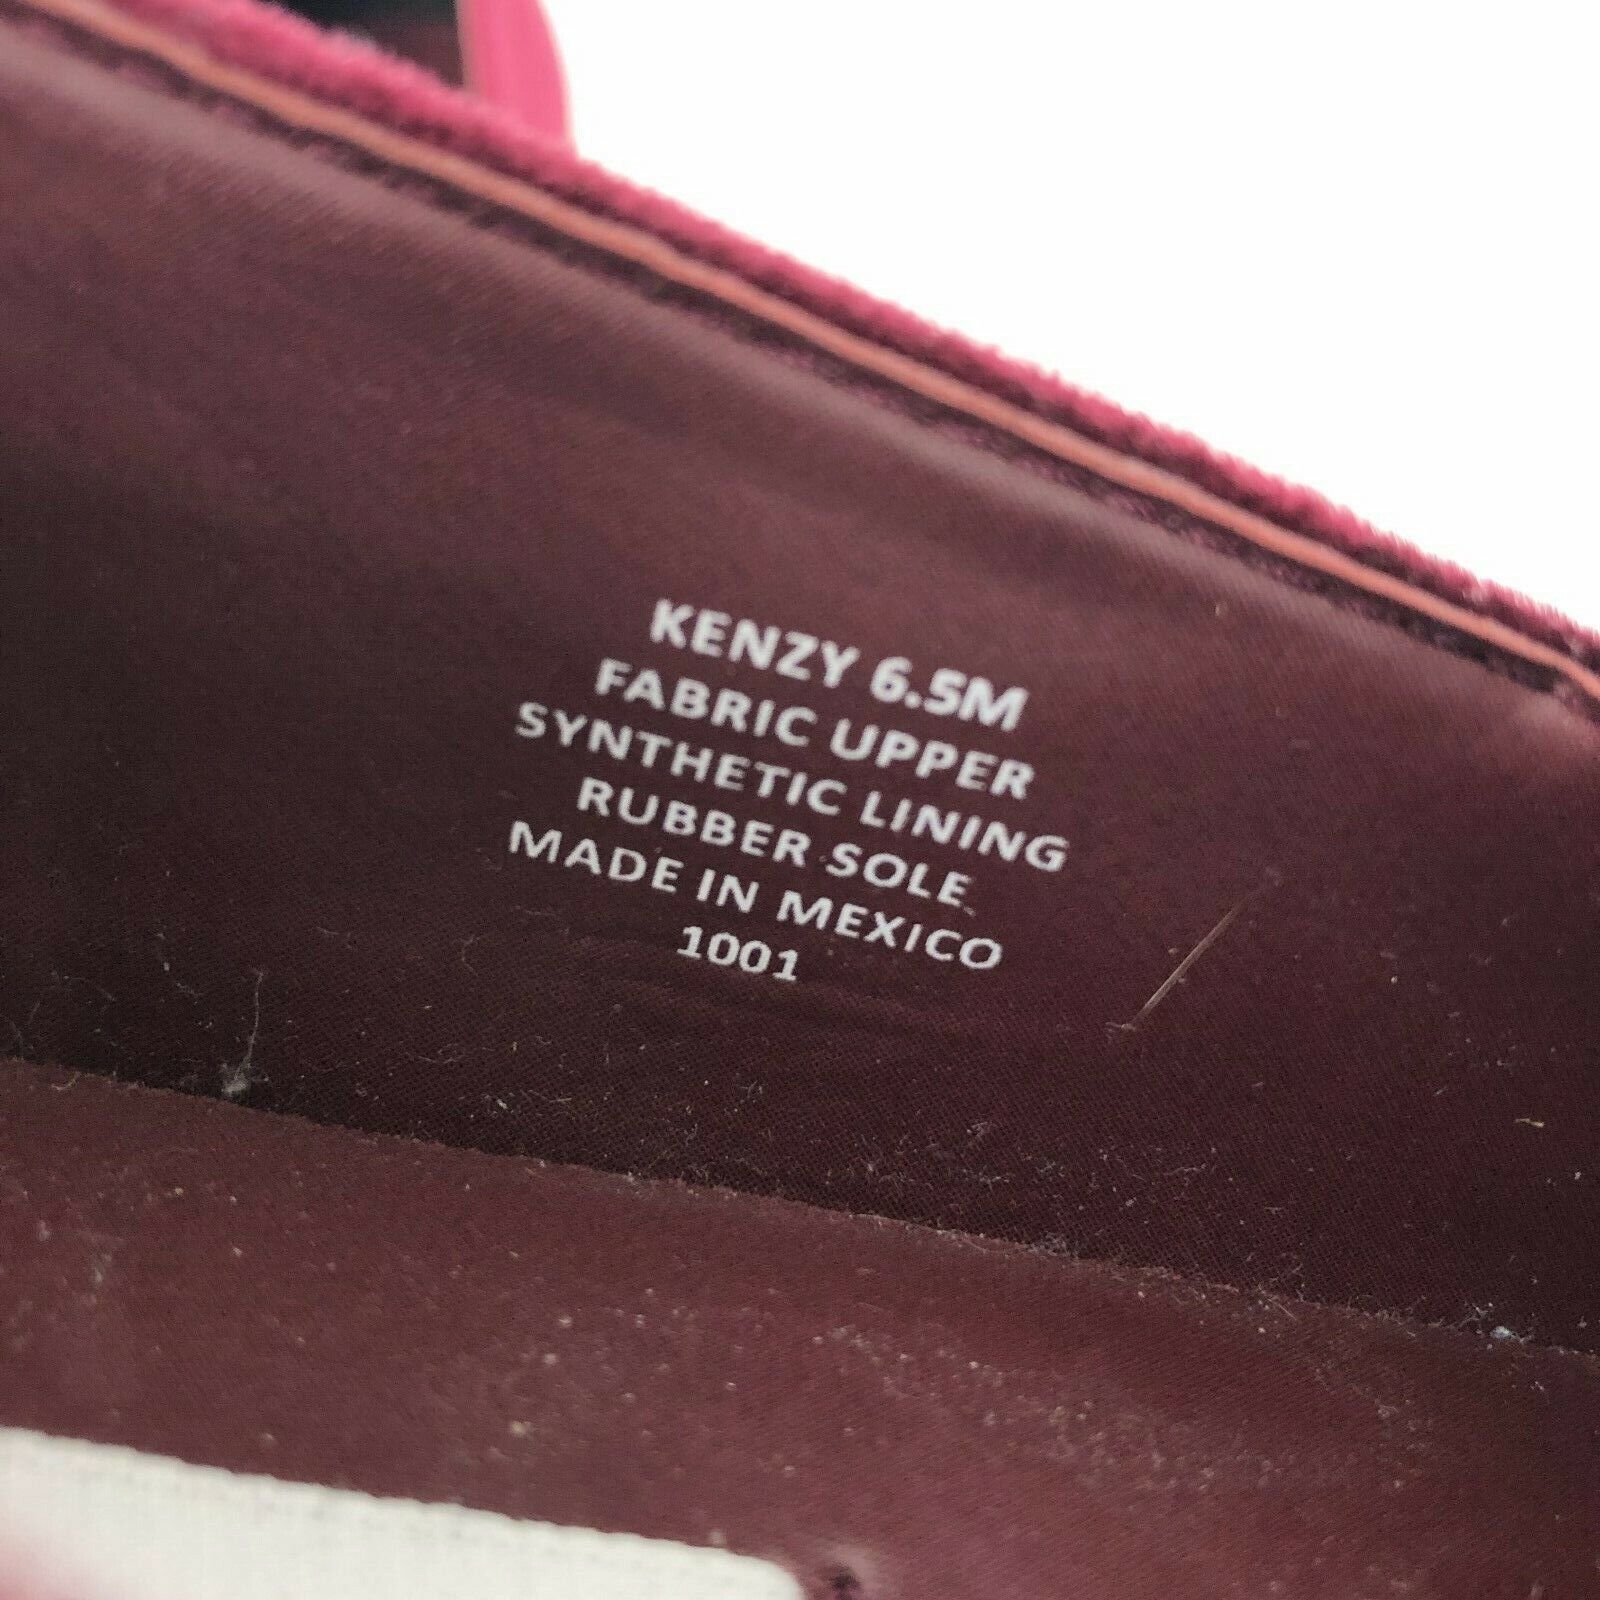 KENZY 6.5M
FABRIC UPPER
SYNTHETIC LINING
RUBBER SOLE
MADE IN MEXICO
1001